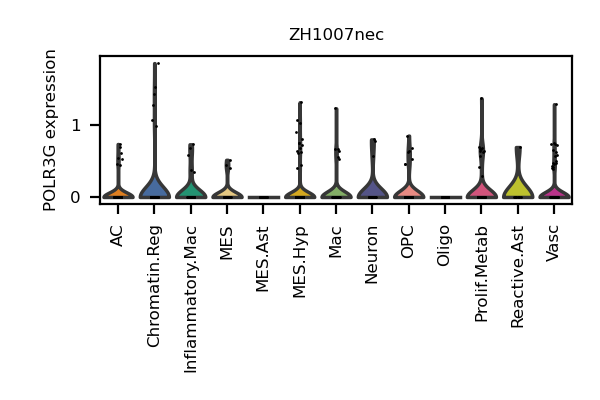 ZH1007nec
POLR3G expression
1
0
AC
Chromatin.Reg
Inflammatory.Mac
MES
MES.Ast
MES.Hyp
Mac
Neuron
OPC
Oligo
Prolif.Metab
Reactive.Ast
Vasc